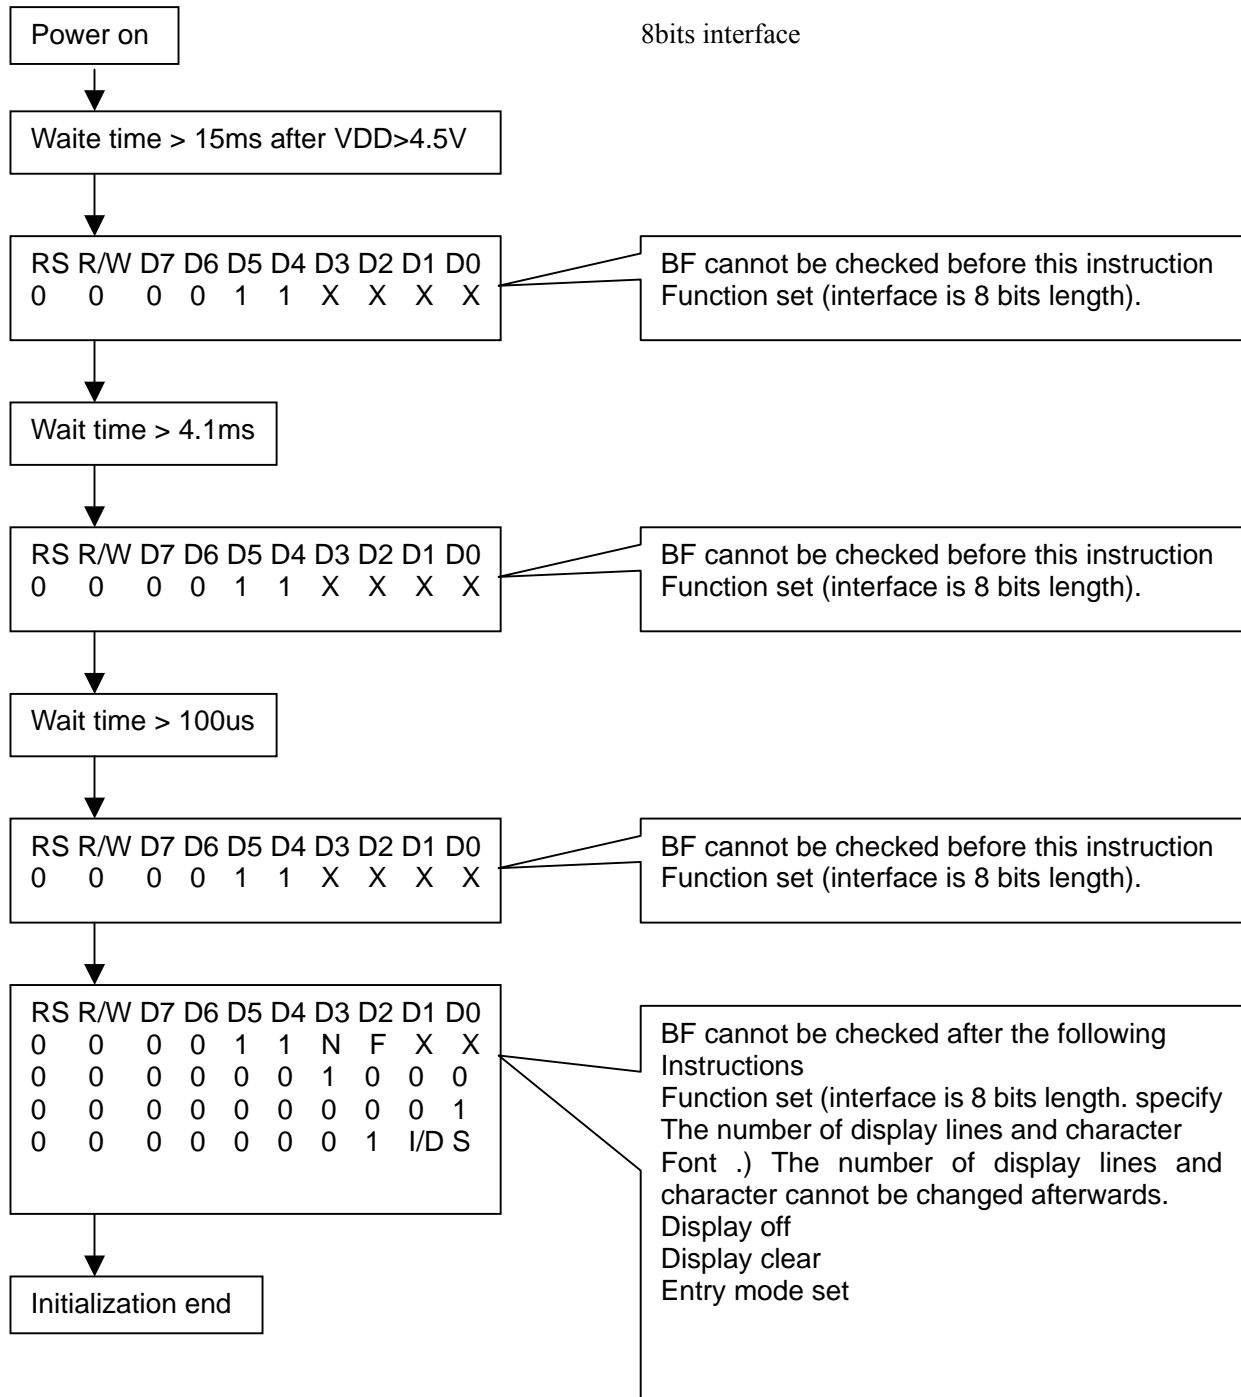 Power on
8bits interface
Waite time > 15ms after VDD>4.5V
RS R/W D7 D6 D5 D4 D3 D2 D1 D0
0 0 0 0 1 1 X X X X
BF cannot be checked before this instruction
Function set (interface is 8 bits length).
Wait time > 4.1ms
RS R/W D7 D6 D5 D4 D3 D2 D1 D0
0 0 0 0 1 1 X X X X
BF cannot be checked before this instruction
Function set (interface is 8 bits length).
Wait time > 100us
RS R/W D7 D6 D5 D4 D3 D2 D1 D0
0 0 0 0 1 1 X X X X
BF cannot be checked before this instruction
Function set (interface is 8 bits length).
RS R/W D7 D6 D5 D4 D3 D2 D1 D0
0 0 0 0 1 1 N F X X
0 0 0 0 0 0 1 0 0 0
0 0 0 0 0 0 0 0 0 1
0 0 0 0 0 0 0 1 I/D S
BF cannot be checked after the following
Instructions
Function set (interface is 8 bits length. specify
The number of display lines and character
Font .) The number of display lines and
character cannot be changed afterwards.
Display off
Display clear
Entry mode set
Initialization end